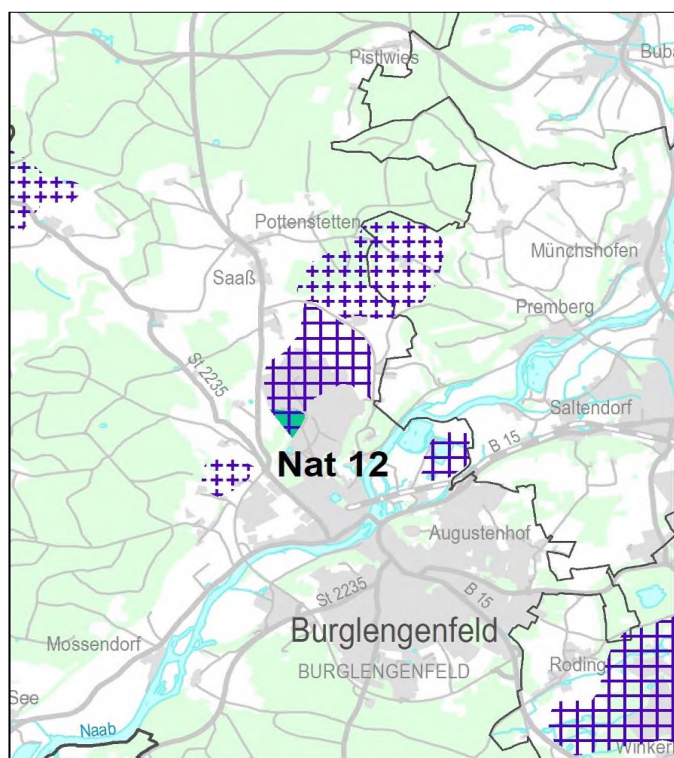 Pistlwies
Buba
Pottenstetten
Münchshofen
Saaß
Premberg
St 2235
Saltendorf
B 15
Nat 12
Augustenhof
St 2235
B 15
Burglengenfeld
Mossendorf
BURGLENGENFELD
Roding
See
Naab
Winkerl